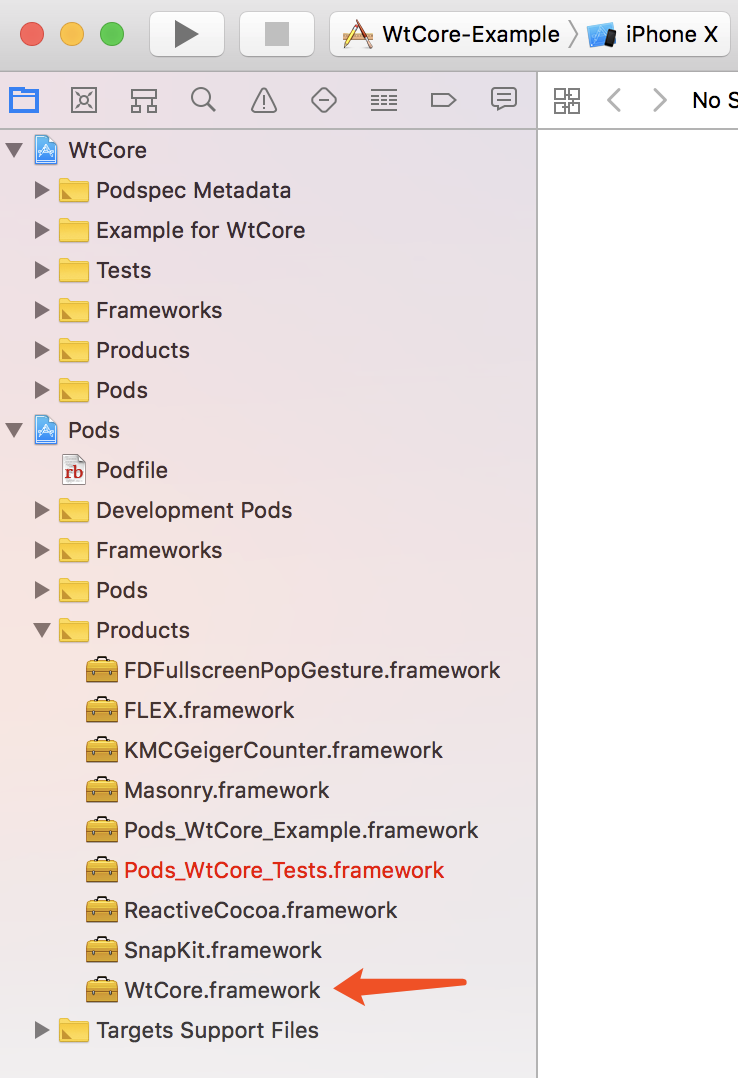 WtCore-Example
iPhone X
No S
WtCore
Podspec Metadata
Example for WtCore
Tests
Frameworks
Products
Pods
Pods
rb Podfile
Development Pods
Frameworks
Pods
Products
FDFullscreenPopGesture.framework
FLEX.framework
KMCGeigerCounter.framework
Masonry.framework
Pods_WtCore_Example.framework
Pods_WtCore_Tests.framework
ReactiveCocoa.framework
SnapKit.framework
WtCore.framework
Targets Support Files